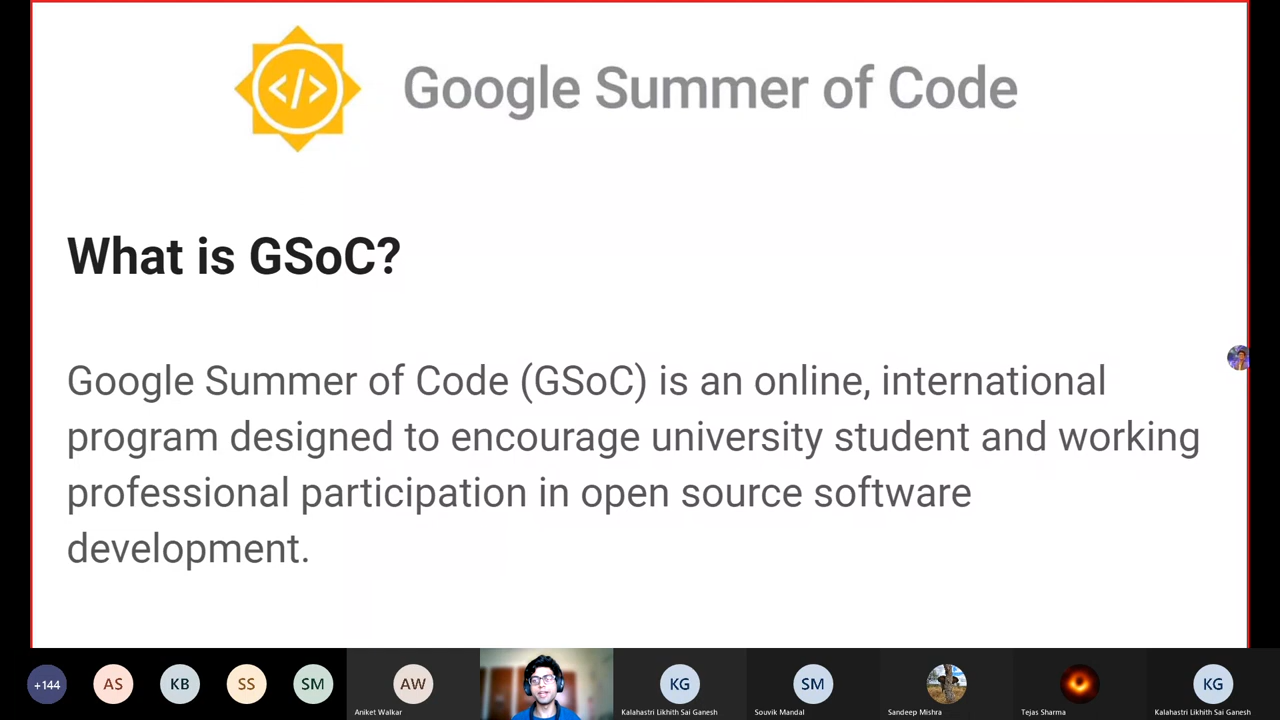 </>
Google Summer of Code
What is GSoC?
Google Summer of Code (GSoC) is an online, international
program designed to encourage university student and working
professional participation in open source software
development.
+144
AS
KB
SS
SM
AW
KG
SM
KG
Aniket Walkar
Kalahastri Likhith Sai Ganesh
Souvik Mandal
Sandeep Mishra
Tejas Sharma
Kalahastri Likhith Sai Ganesh